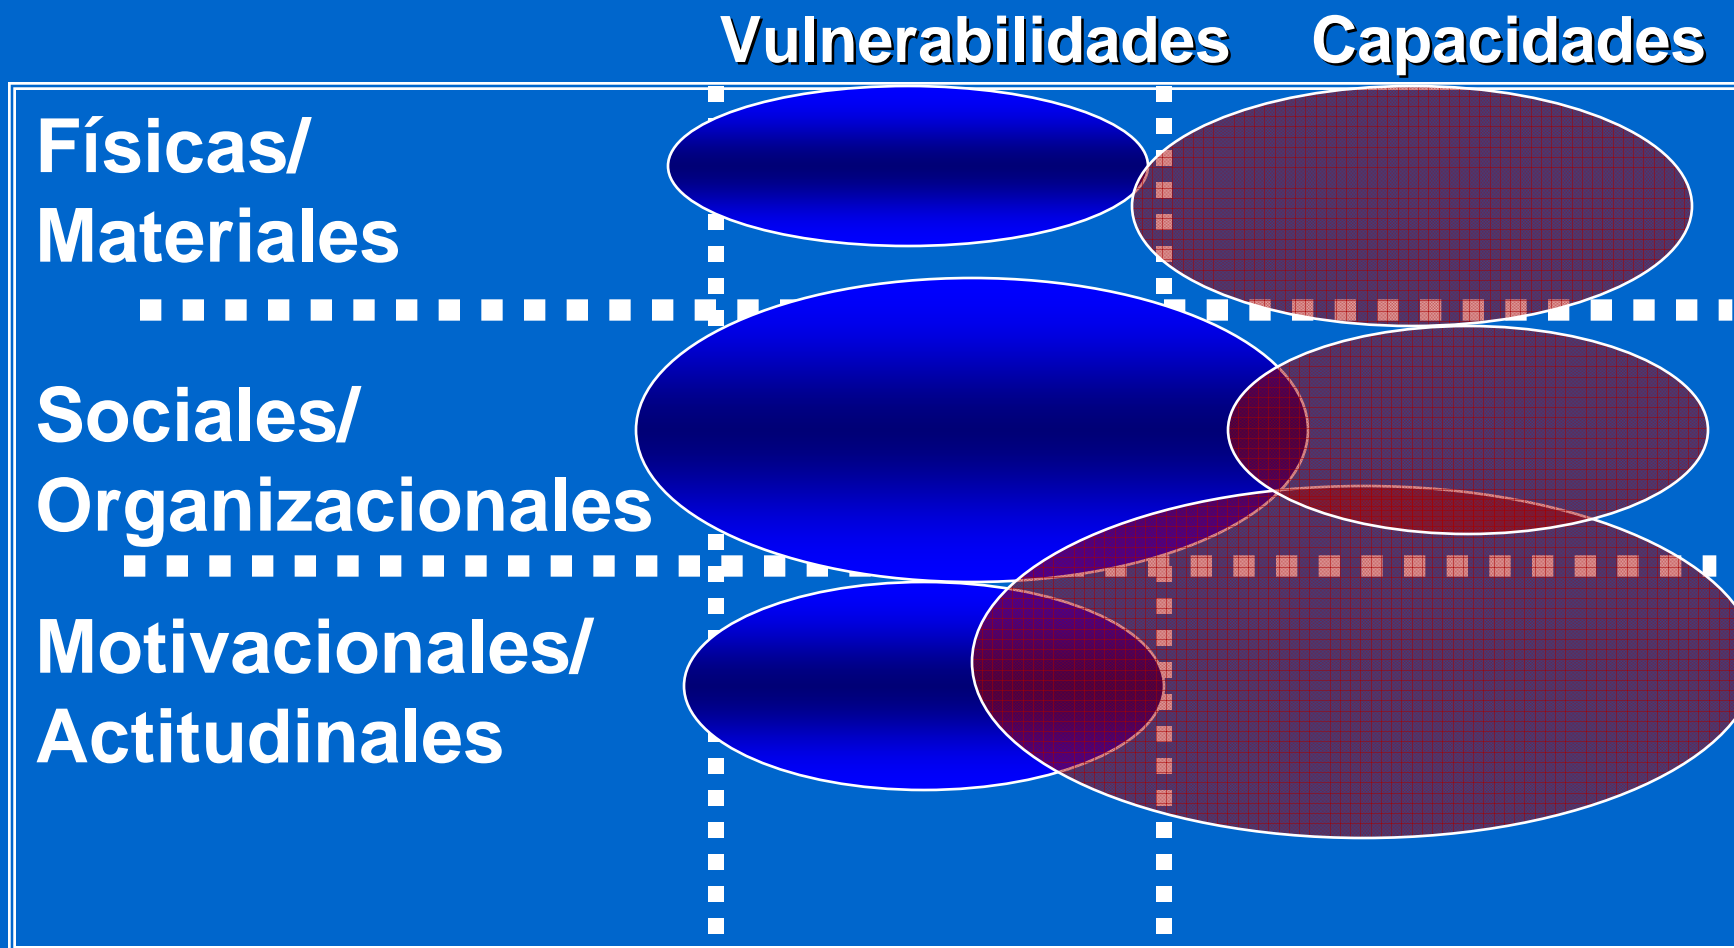 Vulnerabilidades Capacidades
Físicas/
Materiales
Sociales/
Organizacionales
Motivacionales/
Actitudinales